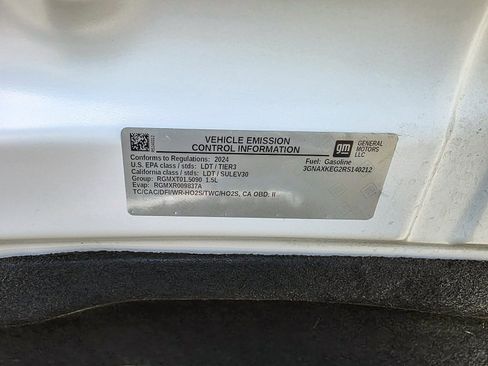 VEHICLE EMISSION
CONTROL INFORMATION
gm
GENERAL
MOTORS
LLC
Conforms to Regulations: 2024
U.S. EPA class / stds: LDT / TIER3
California class / stds: LDT / SULEV30
Group: RGMXT01.5090 1.5L
Evap: RGMXR009837A
TC/CAC/DFI/WR-HO2S/TWC/HO2S, CA OBD: II
Fuel: Gasoline
3GNAXKEG2RS140212